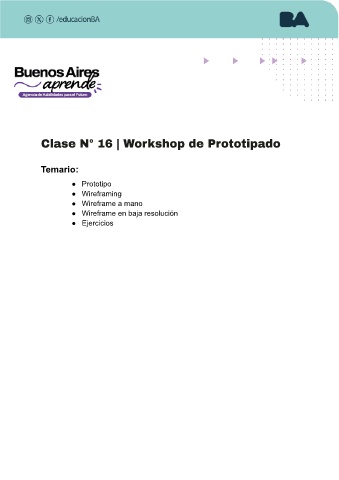 /educacionBA
BA
Buenos Aires
aprende
Agencia de Habilidades para el Futuro
Clase N° 16 | Workshop de Prototipado
Temario:
● Prototipo
● Wireframing
● Wireframe a mano
● Wireframe en baja resolución
● Ejercicios